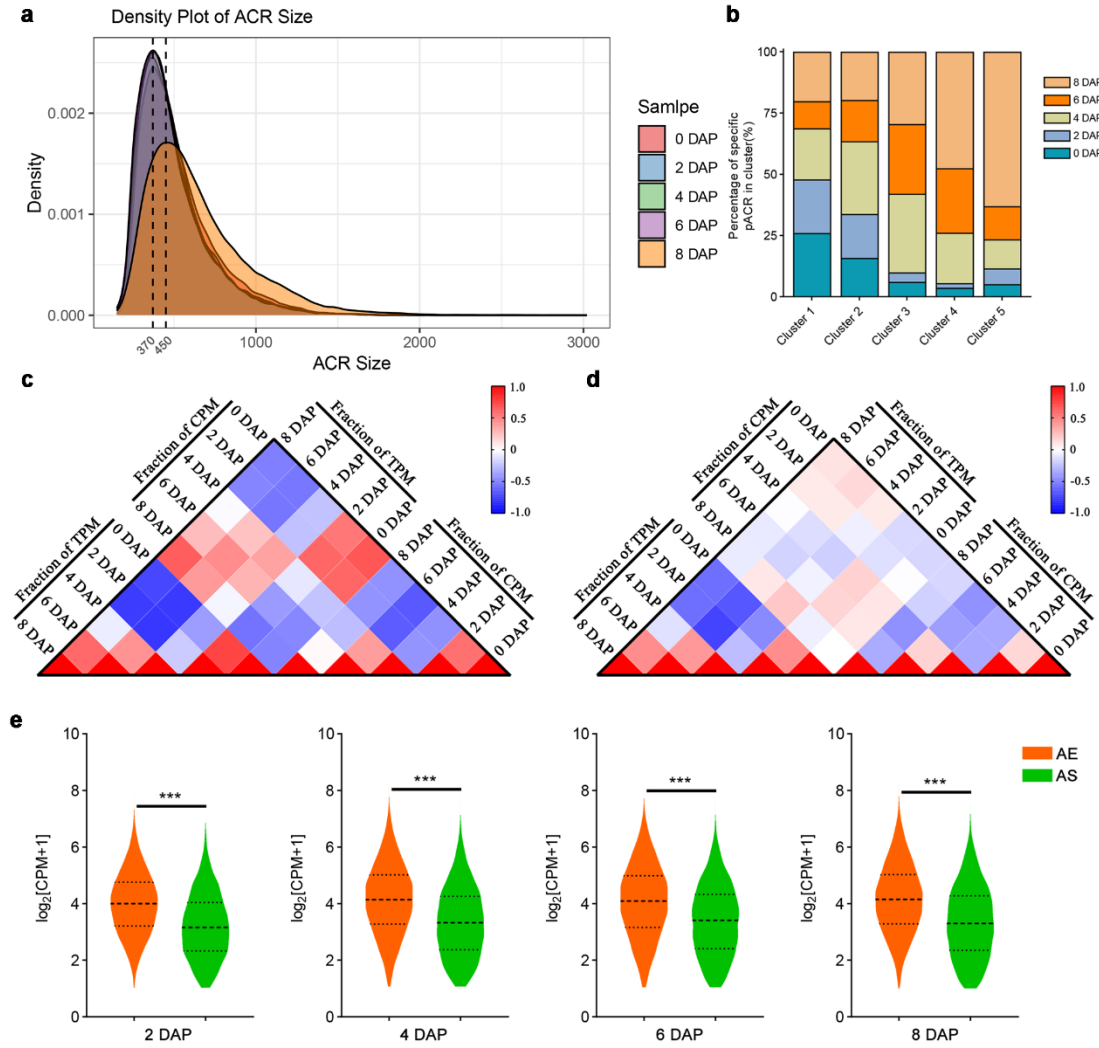 a
Density Plot of ACR Size
0.002
0.001
0.000
Density
370
450
1000
2000
3000
ACR Size
Samlpe
0 DAP
2 DAP
4 DAP
6 DAP
8 DAP
b
100
75
50
25
0
Percentage of specific
pACR in cluster(%)
Cluster 1
Cluster 2
Cluster 3
Cluster 4
Cluster 5
8 DAP
6 DAP
4 DAP
2 DAP
0 DAP
c
Fraction of CPM
0 DAP
2 DAP
4 DAP
6 DAP
8 DAP
Fraction of TPM
0 DAP
2 DAP
4 DAP
6 DAP
8 DAP
Fraction of TPM
8 DAP
6 DAP
4 DAP
2 DAP
0 DAP
Fraction of CPM
8 DAP
6 DAP
4 DAP
2 DAP
0 DAP
1.0
0.5
0
-0.5
-1.0
d
Fraction of CPM
0 DAP
2 DAP
4 DAP
6 DAP
8 DAP
Fraction of TPM
0 DAP
2 DAP
4 DAP
6 DAP
8 DAP
Fraction of TPM
8 DAP
6 DAP
4 DAP
2 DAP
0 DAP
Fraction of CPM
8 DAP
6 DAP
4 DAP
2 DAP
0 DAP
1.0
0.5
0
-0.5
-1.0
e
10
8
6
4
2
0
log2[CPM+1]
***
2 DAP
10
8
6
4
2
0
log2[CPM+1]
***
4 DAP
10
8
6
4
2
0
log2[CPM+1]
***
6 DAP
10
8
6
4
2
0
log2[CPM+1]
***
8 DAP
AE
AS